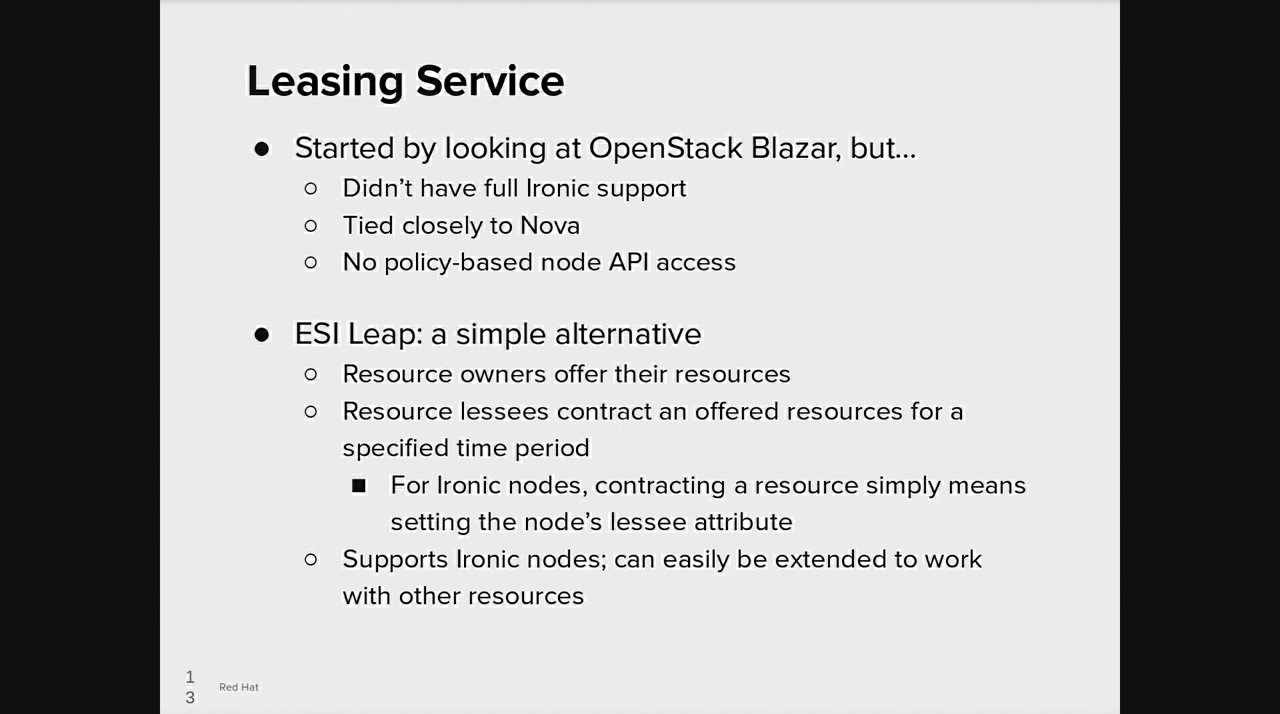 Leasing Service
● Started by looking at OpenStack Blazar, but...
○ Didn't have full Ironic support
○ Tied closely to Nova
○ No policy-based node API access
● ESI Leap: a simple alternative
○ Resource owners offer their resources
○ Resource lessees contract an offered resources for a
specified time period
■ For Ironic nodes, contracting a resource simply means
setting the node's lessee attribute
○ Supports Ironic nodes; can easily be extended to work
with other resources
1
3
Red Hat